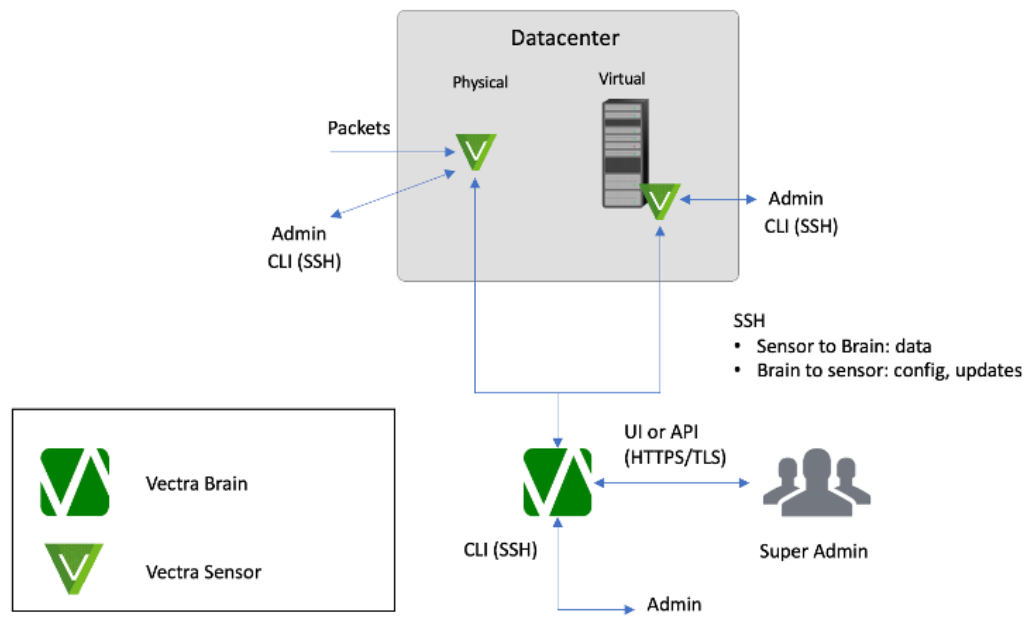 Datacenter
Physical
Virtual
Packets
Admin
CLI (SSH)
Admin
CLI (SSH)
SSH
• Sensor to Brain: data
• Brain to sensor: config, updates
UI or API
(HTTPS/TLS)
Vectra Brain
CLI (SSH)
Super Admin
Vectra Sensor
Admin